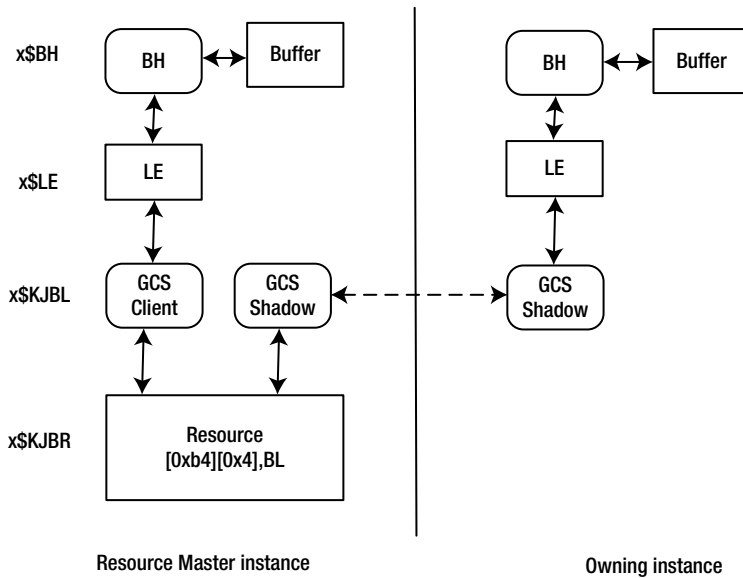 x$BH
BH
Buffer
BH
Buffer
x$LE
LE
LE
x$KJBL
GCS
Client
GCS
Shadow
GCS
Shadow
x$KJBR
Resource
[0xb4][0x4],BL
Resource Master instance
Owning instance